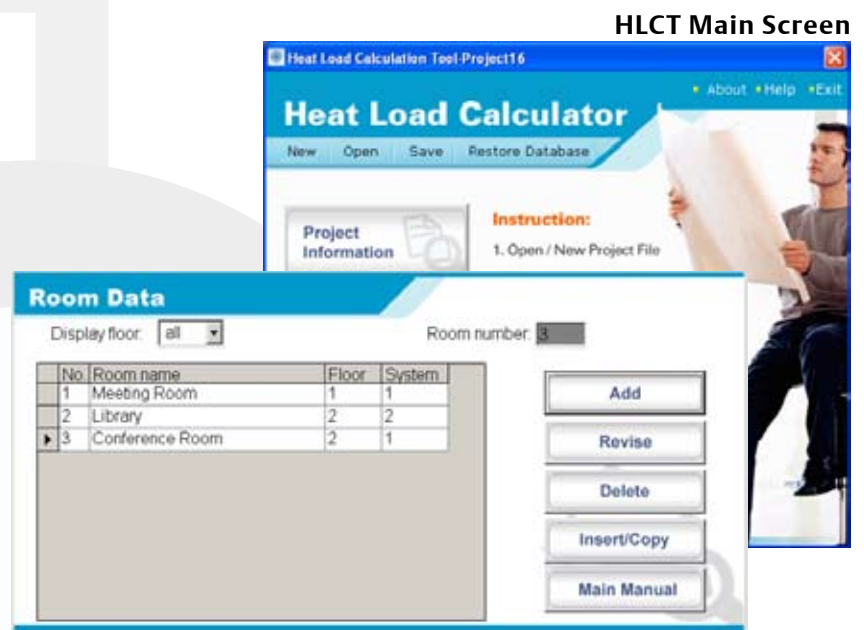 HLCT Main Screen
Heat Load Calculation Tool-Project16
About Help Exit
Heat Load Calculator
New Open Save Restore Database
Project
Information
Instruction:
1. Open / New Project File
Room Data
Display floor: all
Room number: 3
No. Room name Floor System
1 Meeting Room 1 1
2 Library 2 2
3 Conference Room 2 1
Add
Revise
Delete
Insert/Copy
Main Manual